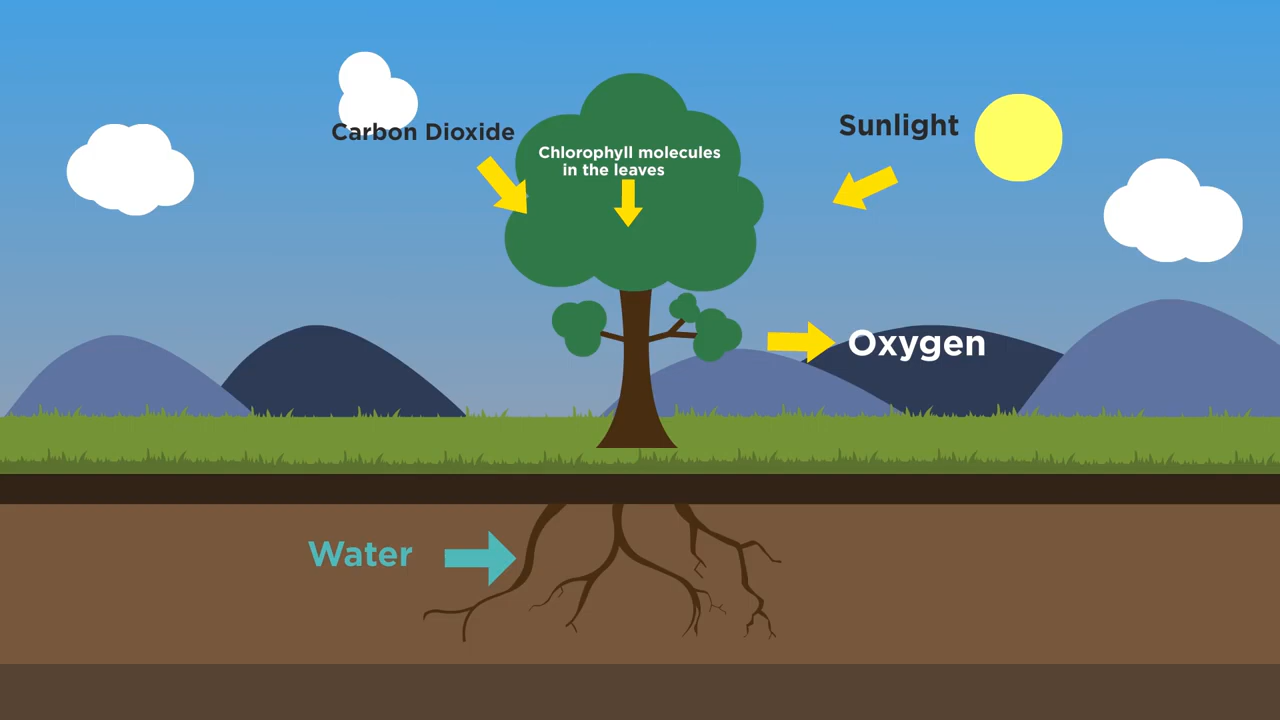 Sunlight
Carbon Dioxide
Chlorophyll molecules
in the leaves
Oxygen
Water